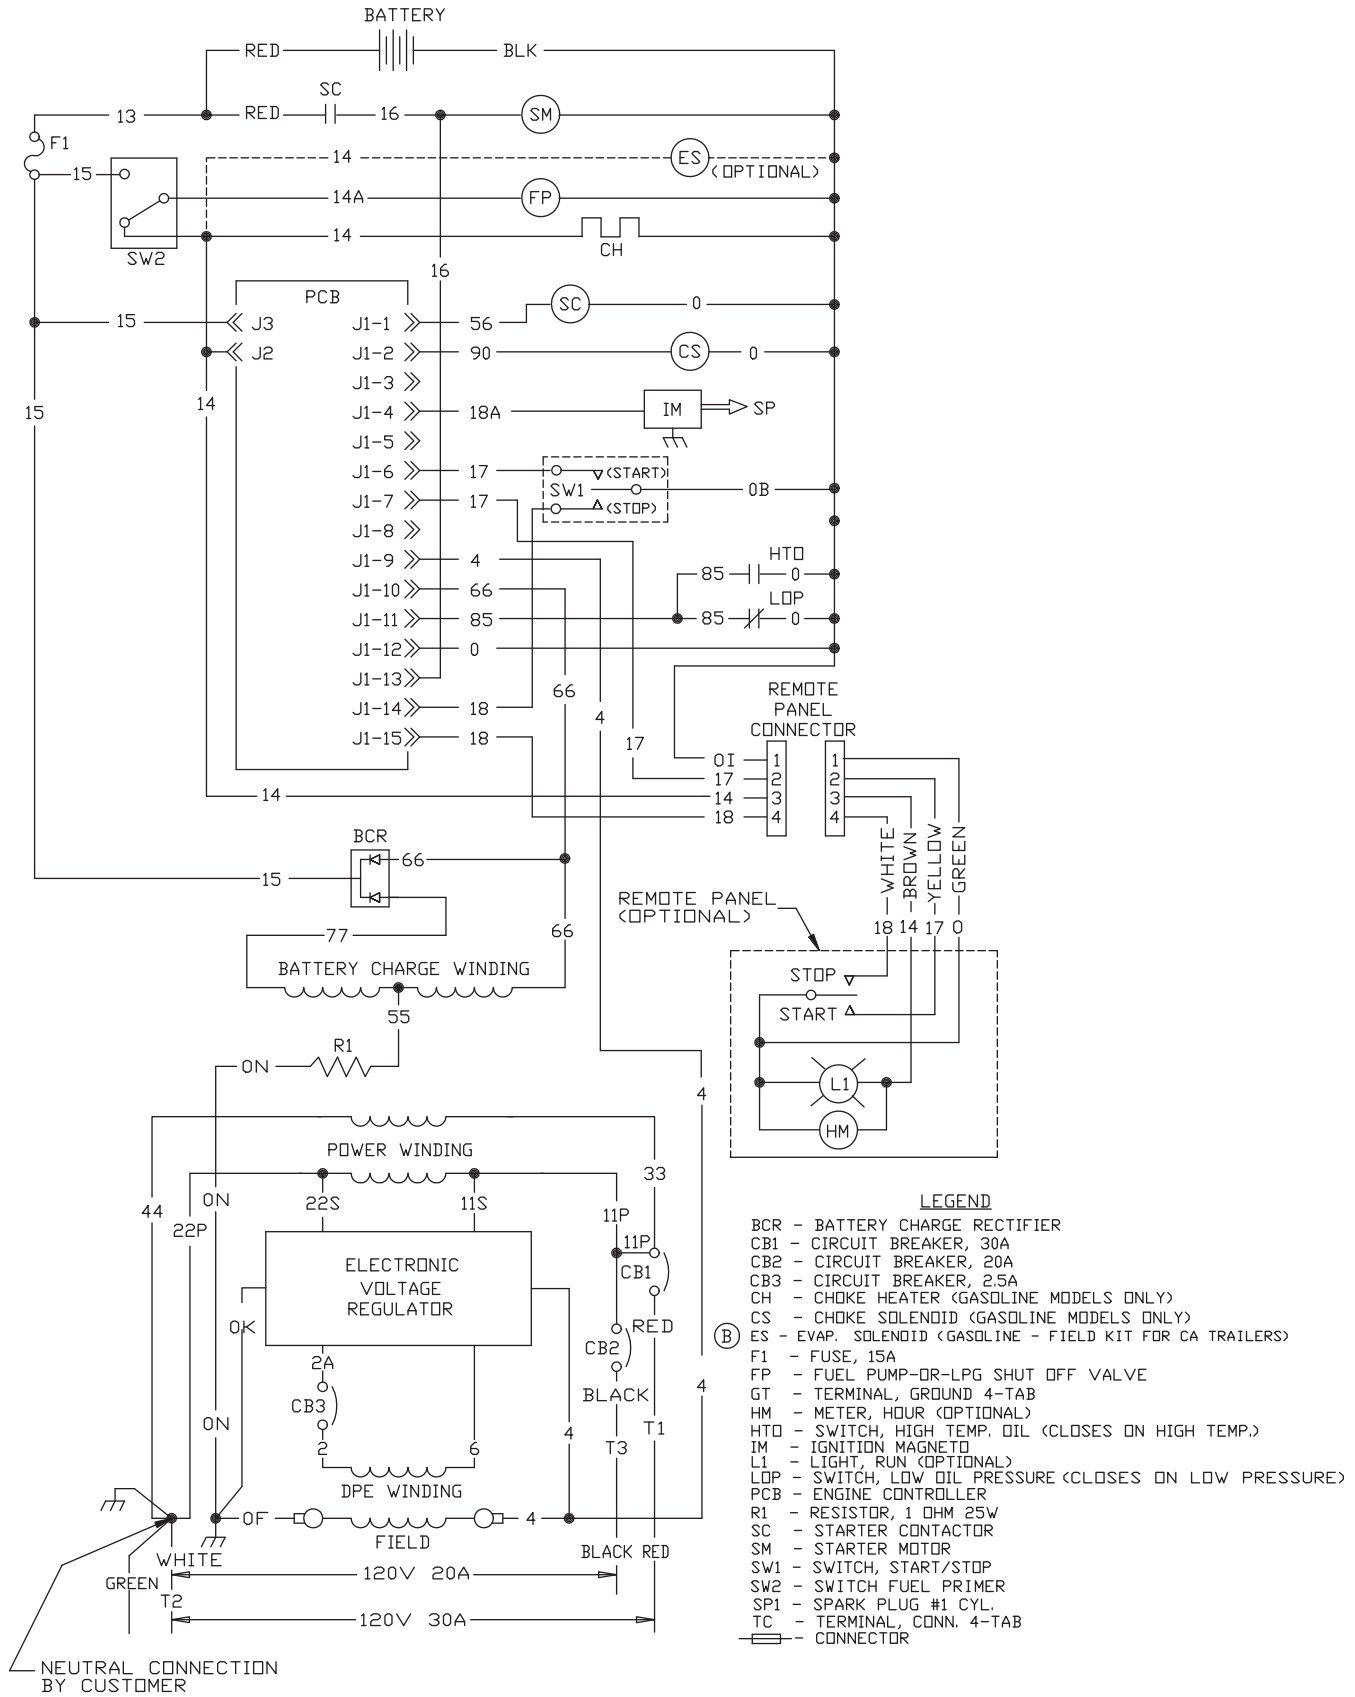 BATTERY
RED
BLK
SC
13
RED
16
SM
F1
14
ES
(OPTIONAL)
15
14A
FP
14
CH
SW2
16
PCB
SC
0
15
J3
J1-1
56
J2
J1-2
90
CS
0
J1-3
15
14
J1-4
18A
IM
SP
J1-5
J1-6
17
(START)
SW1
0B
J1-7
17
(STOP)
J1-8
HTO
J1-9
4
85
0
J1-10
66
LOP
J1-11
85
85
0
J1-12
0
J1-13
66
REMOTE
PANEL
CONNECTOR
J1-14
18
4
J1-15
18
17
OI
1
1
17
2
2
14
14
3
3
18
4
4
BCR
66
15
WHITE
BROWN
YELLOW
GREEN
REMOTE PANEL
(OPTIONAL)
18
14
17
0
77
66
BATTERY CHARGE WINDING
STOP
55
START
R1
0N
L1
4
HM
POWER WINDING
44
22P
0N
22S
11S
33
11P
11P
ELECTRONIC
VOLTAGE
REGULATOR
CB1
0K
RED
2A
CB2
BLACK
CB3
4
0N
2
6
4
T3
T1
DPE WINDING
0F
4
FIELD
WHITE
BLACK
RED
GREEN
120V 20A
T2
120V 30A
NEUTRAL CONNECTION
BY CUSTOMER
LEGEND
BCR - BATTERY CHARGE RECTIFIER
CB1 - CIRCUIT BREAKER, 30A
CB2 - CIRCUIT BREAKER, 20A
CB3 - CIRCUIT BREAKER, 2.5A
CH - CHOKE HEATER (GASOLINE MODELS ONLY)
CS - CHOKE SOLENOID (GASOLINE MODELS ONLY)
B ES - EVAP. SOLENOID (GASOLINE - FIELD KIT FOR CA TRAILERS)
F1 - FUSE, 15A
FP - FUEL PUMP-OR-LPG SHUT OFF VALVE
GT - TERMINAL, GROUND 4-TAB
HM - METER, HOUR (OPTIONAL)
HTO - SWITCH, HIGH TEMP. OIL (CLOSES ON HIGH TEMP.)
IM - IGNITION MAGNETO
L1 - LIGHT, RUN (OPTIONAL)
LOP - SWITCH, LOW OIL PRESSURE (CLOSES ON LOW PRESSURE)
PCB - ENGINE CONTROLLER
R1 - RESISTOR, 1 OHM 25W
SC - STARTER CONTACTOR
SM - STARTER MOTOR
SW1 - SWITCH, START/STOP
SW2 - SWITCH FUEL PRIMER
SP1 - SPARK PLUG #1 CYL.
TC - TERMINAL, CONN. 4-TAB
- CONNECTOR